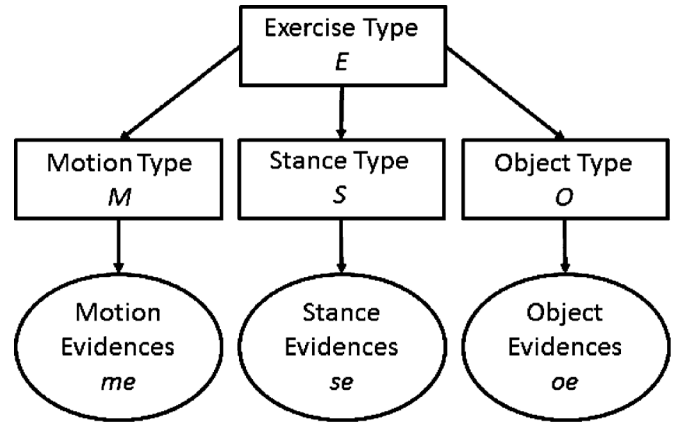 Exercise Type
E
Motion Type
M
Stance Type
S
Object Type
O
Motion
Evidences
me
Stance
Evidences
se
Object
Evidences
oe